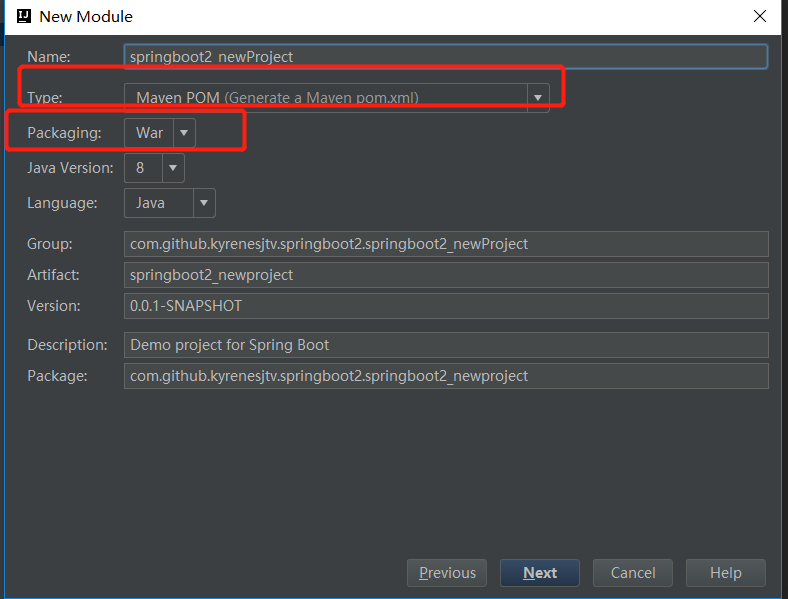 New Module
Name: springboot2_newProject
Type: Maven POM (Generate a Maven pom.xml)
Packaging: War
Java Version: 8
Language: Java
Group: com.github.kyrenesjtv.springboot2.springboot2_newProject
Artifact: springboot2_newproject
Version: 0.0.1-SNAPSHOT
Description: Demo project for Spring Boot
Package: com.github.kyrenesjtv.springboot2.springboot2_newproject
Previous Next Cancel Help